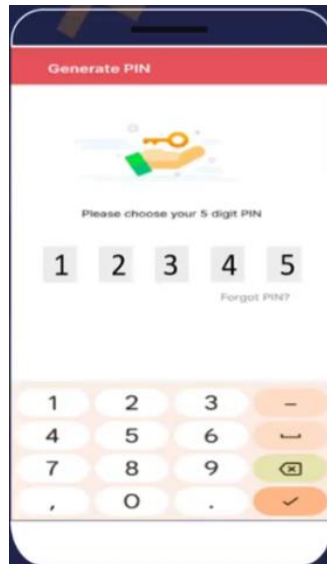 Generate PIN
Please choose your 5 digit PIN
1 2 3 4 5
Forgot PIN?
1 2 3 -
4 5 6
7 8 9
, 0 .